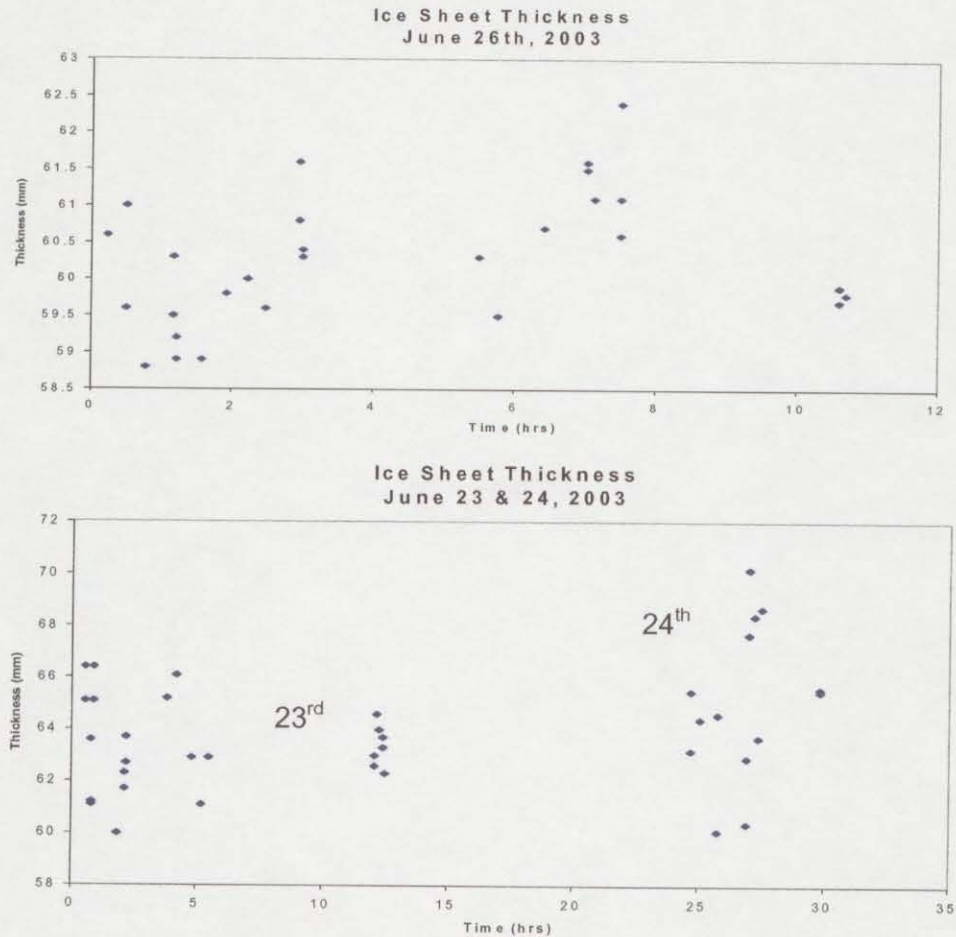 Ice Sheet Thickness
June 26th, 2003
63
62.5
62
61.5
61
60.5
60
59.5
59
58.5
Thickness (mm)
0 2 4 6 8 10 12
Time (hrs)
Ice Sheet Thickness
June 23 & 24, 2003
72
70
68
66
64
62
60
58
Thickness (mm)
24th
23rd
0 5 10 15 20 25 30 35
Time (hrs)